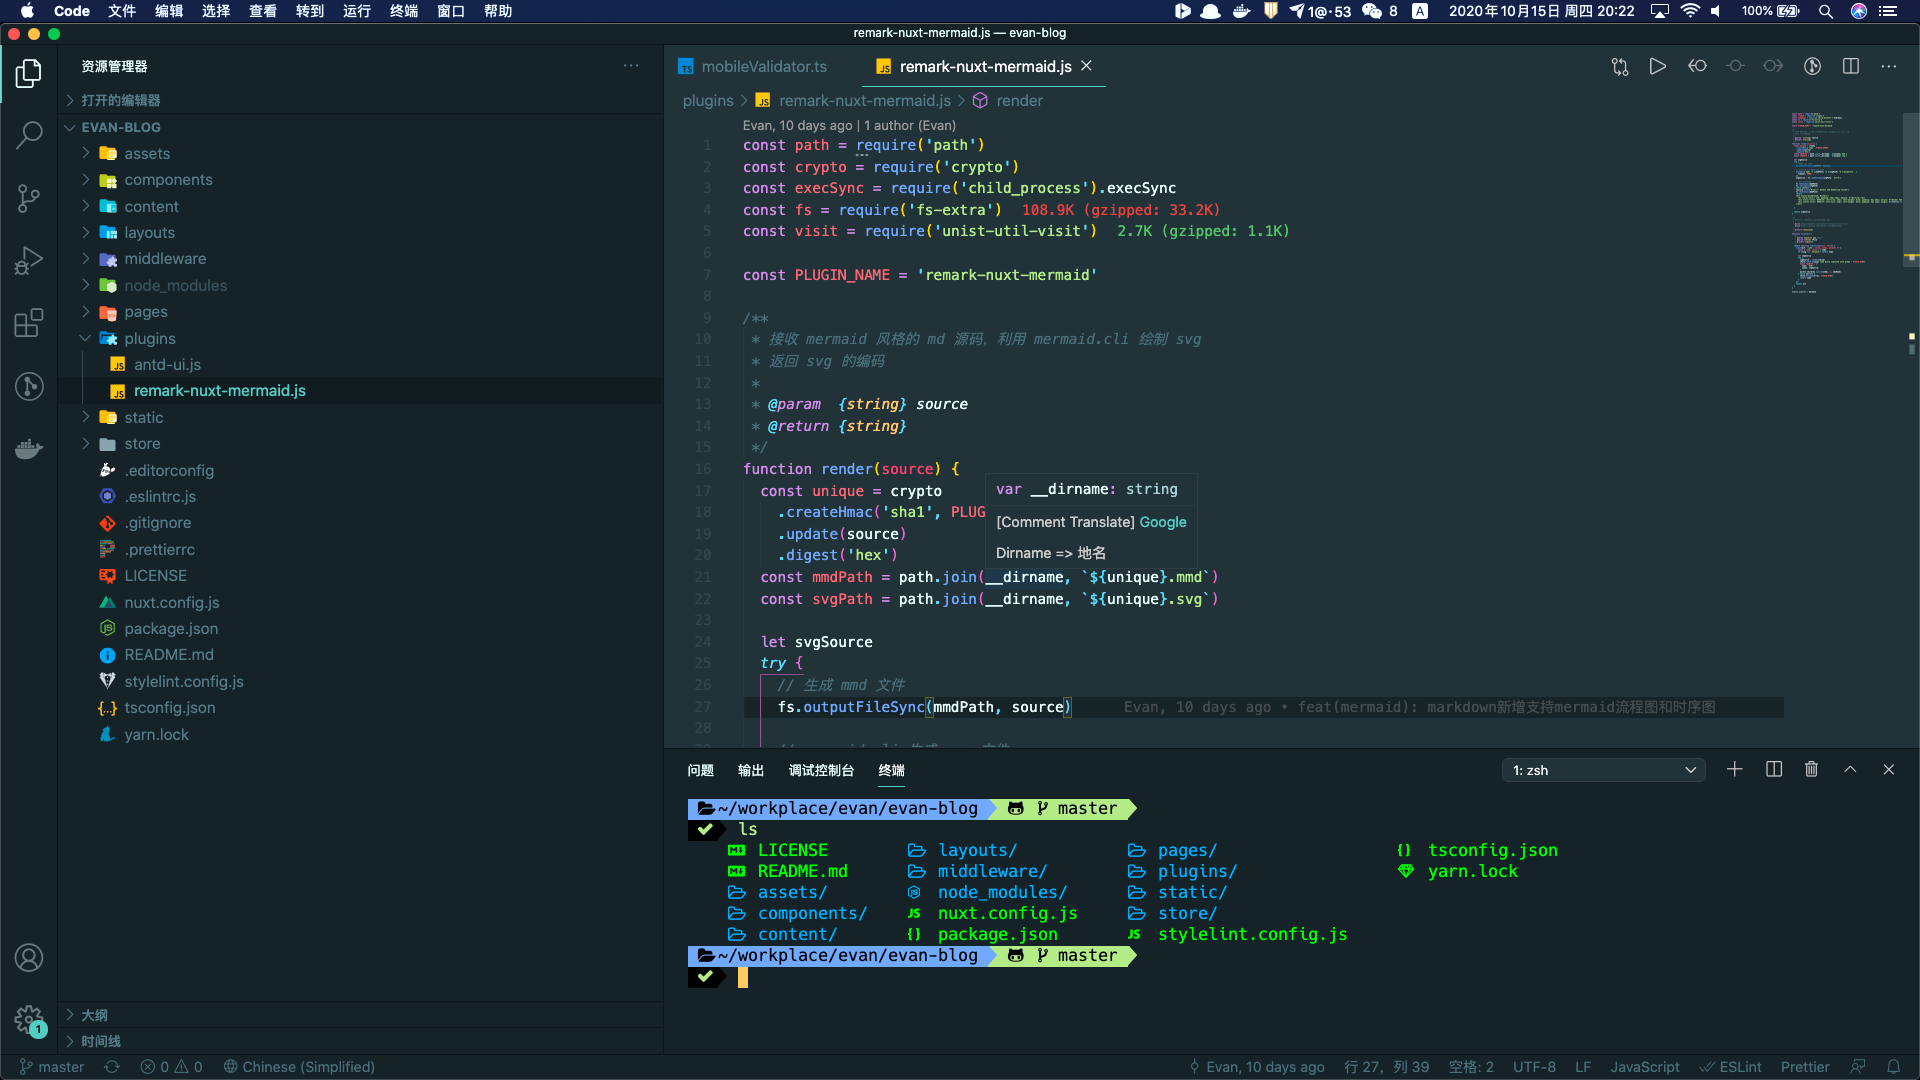 Code 文件 编辑 选择 查看 转到 运行 终端 窗口 帮助 1@·53 8 A 2020年10月15日 周四 20:22 100%
remark-nuxt-mermaid.js — evan-blog
资源管理器
打开的编辑器
EVAN-BLOG
assets
components
content
layouts
middleware
node_modules
pages
plugins
antd-ui.js
remark-nuxt-mermaid.js
static
store
.editorconfig
.eslintrc.js
.gitignore
.prettierrc
LICENSE
nuxt.config.js
package.json
README.md
stylelint.config.js
tsconfig.json
yarn.lock
大纲
时间线
1
TS mobileValidator.ts JS remark-nuxt-mermaid.js
plugins > JS remark-nuxt-mermaid.js > render
Evan, 10 days ago | 1 author (Evan)
1 const path = require('path')
2 const crypto = require('crypto')
3 const execSync = require('child_process').execSync
4 const fs = require('fs-extra') 108.9K (gzipped: 33.2K)
5 const visit = require('unist-util-visit') 2.7K (gzipped: 1.1K)
6
7 const PLUGIN_NAME = 'remark-nuxt-mermaid'
8
9 /**
10 * 接收 mermaid 风格的 md 源码，利用 mermaid.cli 绘制 svg
11 * 返回 svg 的编码
12 *
13 * @param {string} source
14 * @return {string}
15 */
16 function render(source) {
17 const unique = crypto
18 .createHmac('sha1', PLUG
19 .update(source)
20 .digest('hex')
21 const mmdPath = path.join(__dirname, `${unique}.mmd`)
22 const svgPath = path.join(__dirname, `${unique}.svg`)
23
24 let svgSource
25 try {
26 // 生成 mmd 文件
27 fs.outputFileSync(mmdPath, source) Evan, 10 days ago • feat(mermaid): markdown新增支持mermaid流程图和时序图
28
var __dirname: string
[Comment Translate] Google
Dirname => 地名
问题 输出 调试控制台 终端 1: zsh
~/workplace/evan/evan-blog master
ls
LICENSE layouts/ pages/ {} tsconfig.json
README.md middleware/ plugins/ yarn.lock
assets/ node_modules/ static/
components/ JS nuxt.config.js store/
content/ {} package.json JS stylelint.config.js
~/workplace/evan/evan-blog master
master 0 0 Chinese (Simplified) Evan, 10 days ago 行 27，列 39 空格: 2 UTF-8 LF JavaScript ESLint Prettier